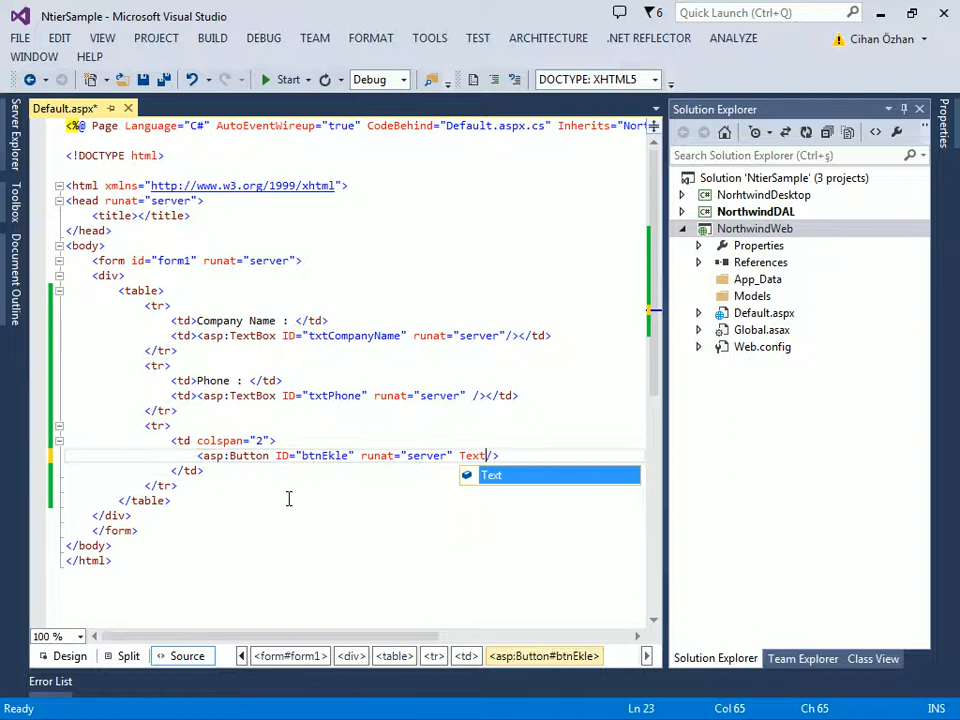 NtierSample - Microsoft Visual Studio
6
Quick Launch (Ctrl+Q)
FILE EDIT VIEW PROJECT BUILD DEBUG TEAM FORMAT TOOLS TEST ARCHITECTURE .NET REFLECTOR ANALYZE
Cihan Özhan
WINDOW HELP
Start Debug DOCTYPE: XHTML5
Server Explorer
Toolbox
Document Outline
Default.aspx*
<%@ Page Language="C#" AutoEventWireup="true" CodeBehind="Default.aspx.cs" Inherits="Nor
<!DOCTYPE html>
<html xmlns="http://www.w3.org/1999/xhtml">
<head runat="server">
<title></title>
</head>
<body>
<form id="form1" runat="server">
<div>
<table>
<tr>
<td>Company Name : </td>
<td><asp:TextBox ID="txtCompanyName" runat="server"/></td>
</tr>
<tr>
<td>Phone : </td>
<td><asp:TextBox ID="txtPhone" runat="server" /></td>
</tr>
<tr>
<td colspan="2">
<asp:Button ID="btnEkle" runat="server" Text/>
Text
</td>
</tr>
</table>
</div>
</form>
</body>
</html>
100 %
Design Split Source <form#form1> <div> <table> <tr> <td> <asp:Button#btnEkle>
Solution Explorer
Search Solution Explorer (Ctrl+ş)
Solution 'NtierSample' (3 projects)
NorhtwindDesktop
NorthwindDAL
NorthwindWeb
Properties
References
App_Data
Models
Default.aspx
Global.asax
Web.config
Solution Explorer Team Explorer Class View
Properties
Error List
Ready Ln 23 Col 65 Ch 65 INS